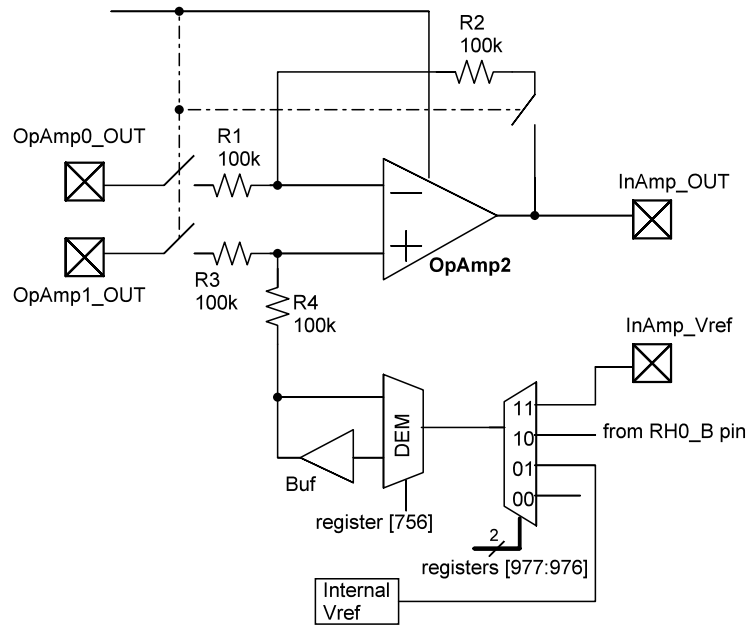 R2
100k
OpAmp0_OUT
R1
100k
InAmp_OUT
OpAmp2
OpAmp1_OUT
R3
100k
R4
100k
InAmp_Vref
11
from RH0_B pin
10
DEM
01
Buf
00
register [756]
2
registers [977:976]
Internal
Vref